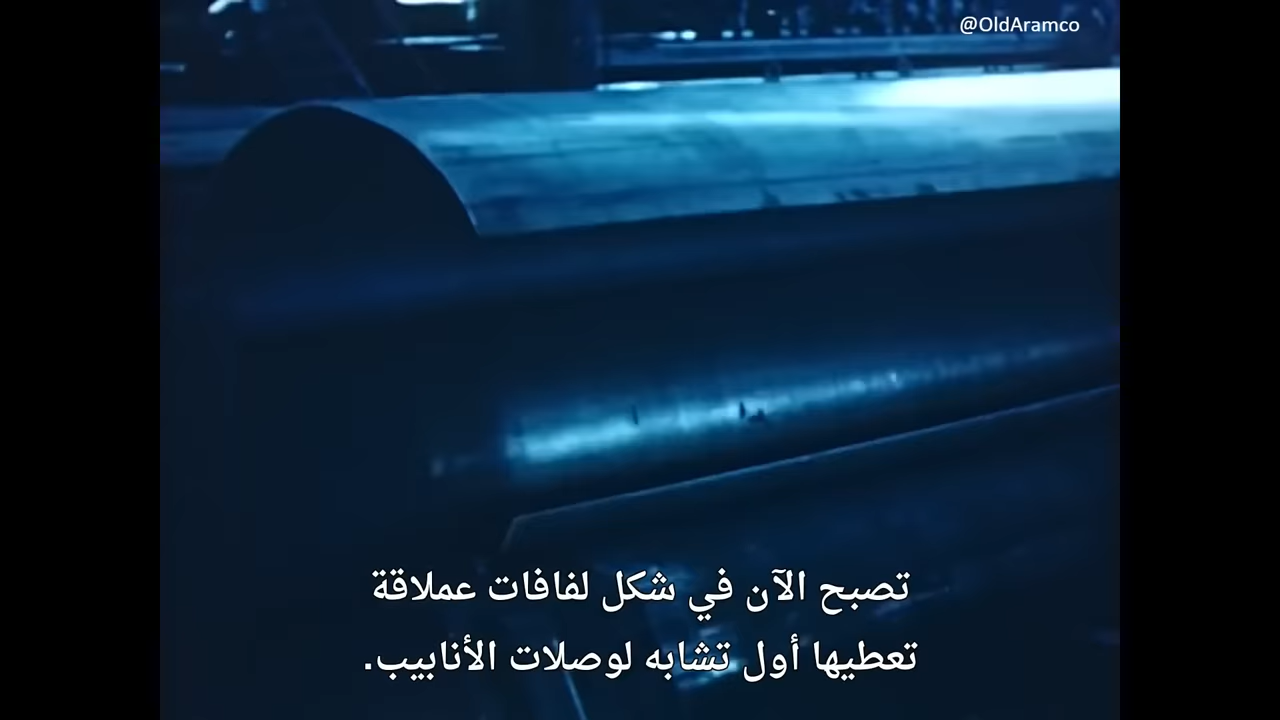 @OldAramco
تصبح الآن في شكل لفافات عملاقة
تعطيها أول تشابه لوصلات الأنابيب.